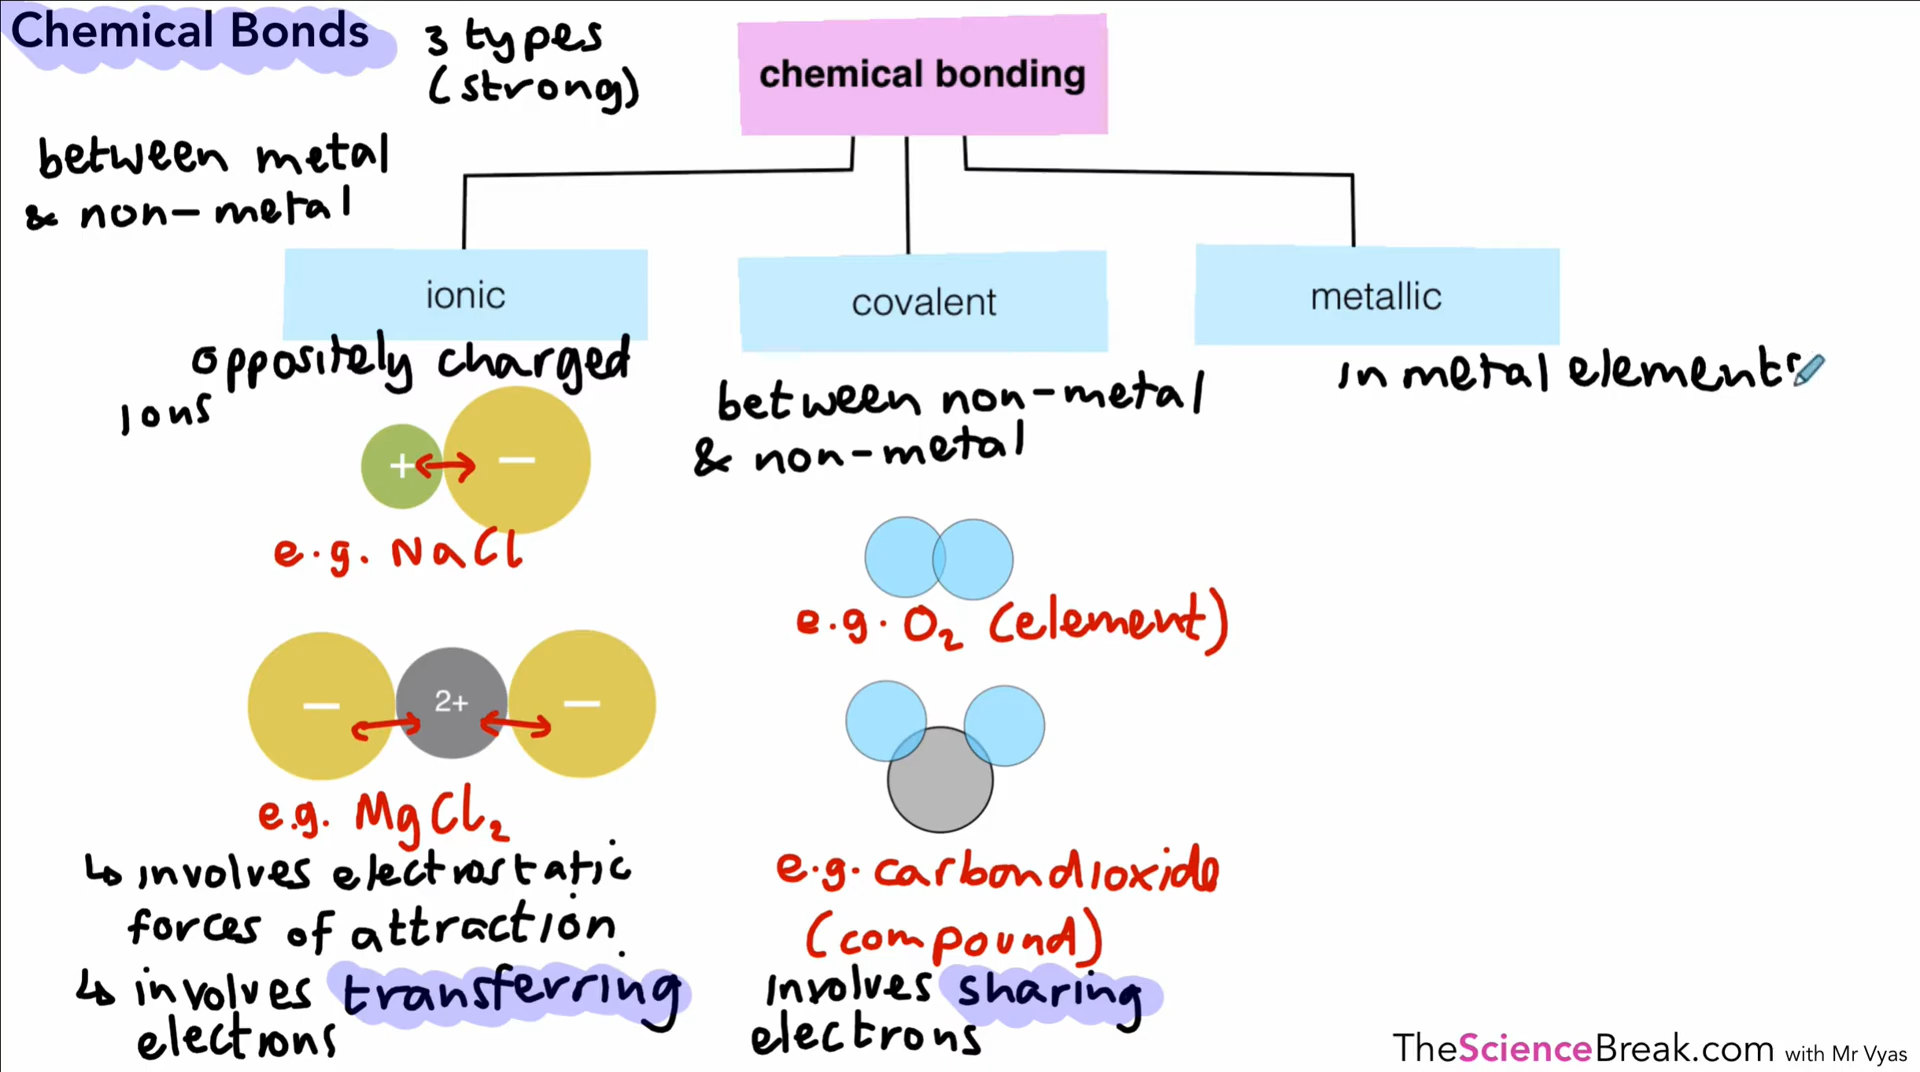 Chemical Bonds
3 types
(strong)
chemical bonding
between metal
& non-metal
ionic
covalent
metallic
oppositely charged
ions
in metal elements
between non-metal
& non-metal
+
−
e.g. NaCl
e.g. O₂ (element)
−
2+
−
e.g. MgCl₂
↳ involves electrostatic
forces of attraction
↳ involves transferring
electrons
e.g. carbondioxide
(compound)
involves sharing
electrons
TheScienceBreak.com with Mr Vyas